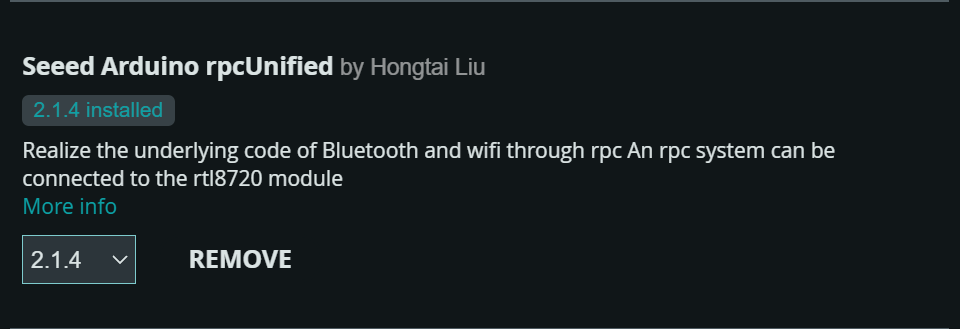 Seeed Arduino rpcUnified by Hongtai Liu
2.1.4 installed
Realize the underlying code of Bluetooth and wifi through rpc An rpc system can be
connected to the rtl8720 module
More info
2.1.4 REMOVE